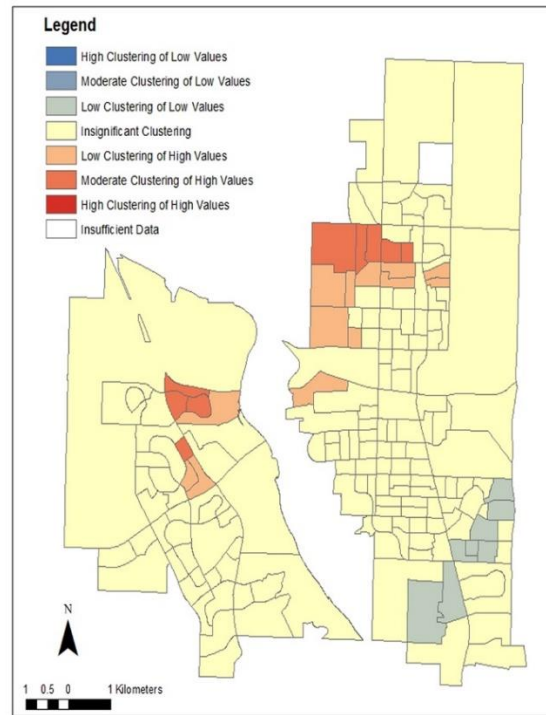 Legend
High Clustering of Low Values
Moderate Clustering of Low Values
Low Clustering of Low Values
Insignificant Clustering
Low Clustering of High Values
Moderate Clustering of High Values
High Clustering of High Values
Insufficient Data
N
1 0.5 0 1 Kilometers